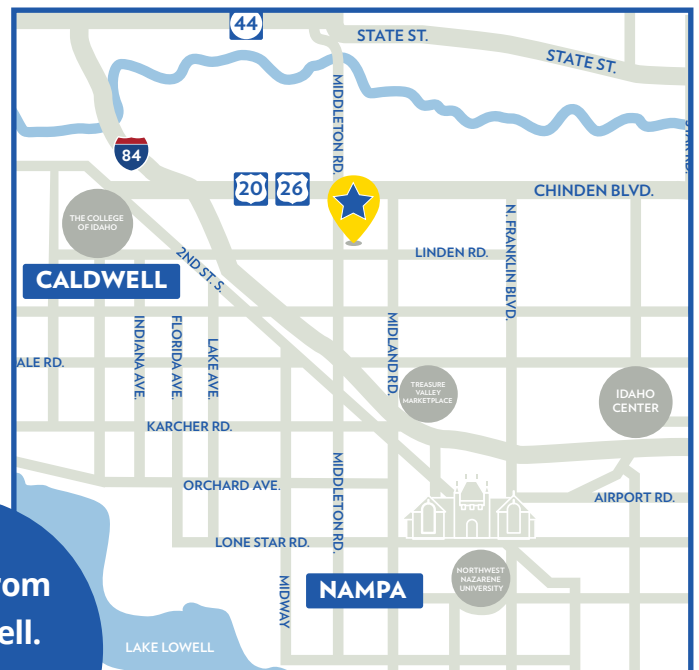 44
STATE ST.
STATE ST.
MIDDLETON RD.
84
20
26
CHINDEN BLVD.
THE COLLEGE
OF IDAHO
N. FRANKLIN BLVD.
2ND ST. S.
LINDEN RD.
CALDWELL
INDIANA AVE.
FLORIDA AVE.
LAKE AVE.
MIDLAND RD.
ALE RD.
TREASURE
VALLEY
MARKETPLACE
IDAHO
CENTER
KARCHER RD.
MIDDLETON RD.
ORCHARD AVE.
AIRPORT RD.
LONE STAR RD.
NORTHWEST
NAZARENE
UNIVERSITY
MIDWAY
NAMPA
rom
ell.
LAKE LOWELL